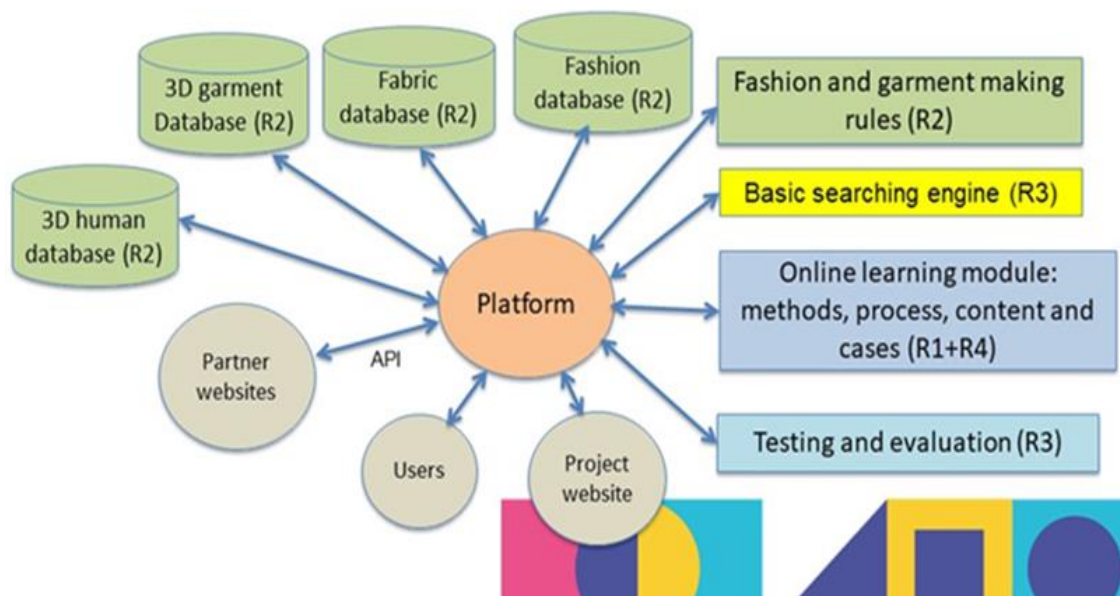 3D garment
Database (R2)
Fabric
database (R2)
Fashion
database (R2)
Fashion and garment making
rules (R2)
3D human
database (R2)
Basic searching engine (R3)
Platform
Online learning module:
methods, process, content and
cases (R1+R4)
Partner
websites
API
Users
Project
website
Testing and evaluation (R3)